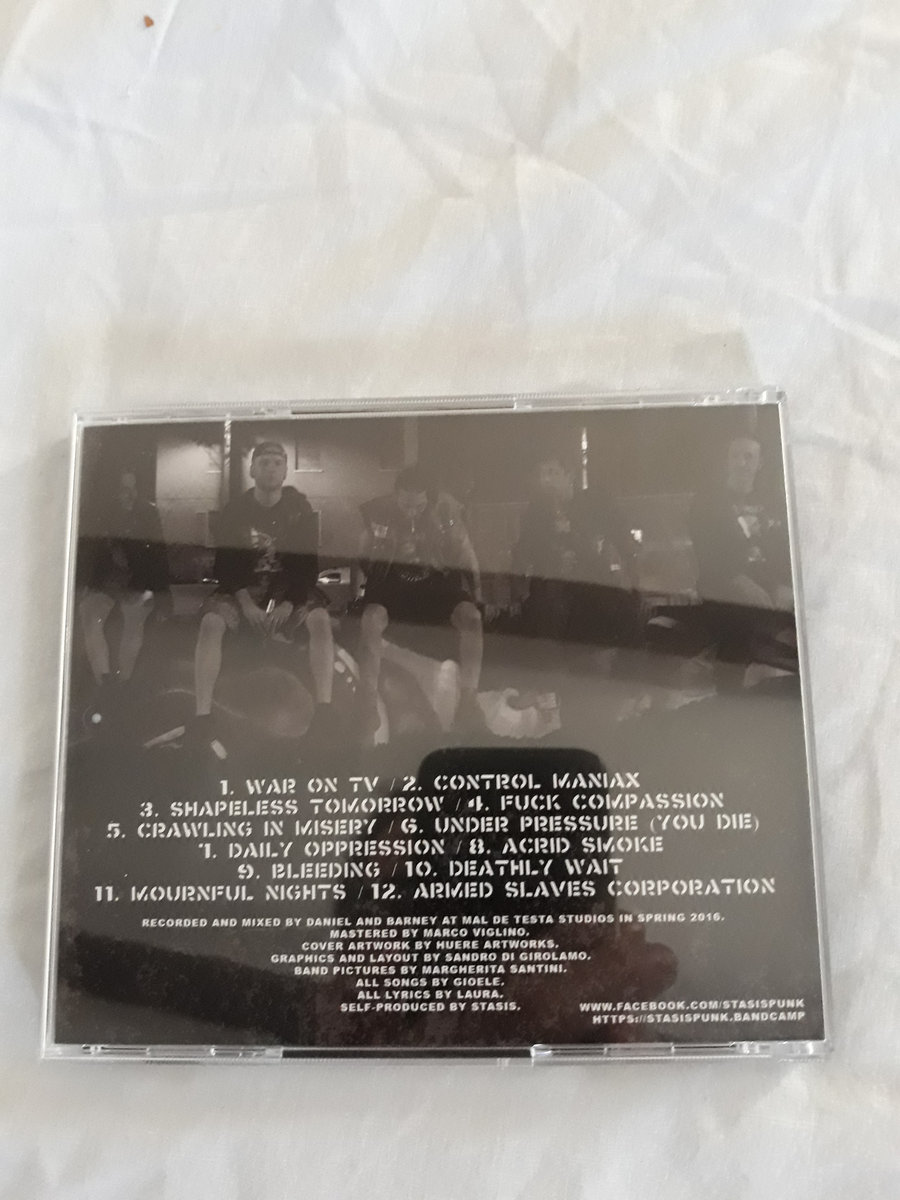 1. WAR ON TV / 2. CONTROL MANIAX
3. SHAPELESS TOMORROW / 4. FUCK COMPASSION
5. CRAWLING IN MISERY / 6. UNDER PRESSURE (YOU DIE)
7. DAILY OPPRESSION / 8. ACRID SMOKE
9. BLEEDING / 10. DEATHLY WAIT
11. MOURNFUL NIGHTS / 12. ARMED SLAVES CORPORATION
RECORDED AND MIXED BY DANIEL AND BARNEY AT MAL DE TESTA STUDIOS IN SPRING 2016.
MASTERED BY MARCO VIGLINO.
COVER ARTWORK BY HUERE ARTWORKS.
GRAPHICS AND LAYOUT BY SANDRO DI GIROLAMO.
BAND PICTURES BY MARGHERITA SANTINI.
ALL SONGS BY GIOELE.
ALL LYRICS BY LAURA.
SELF-PRODUCED BY STASIS.
WWW.FACEBOOK.COM/STASISPUNK
HTTPS://STASISPUNK.BANDCAMP